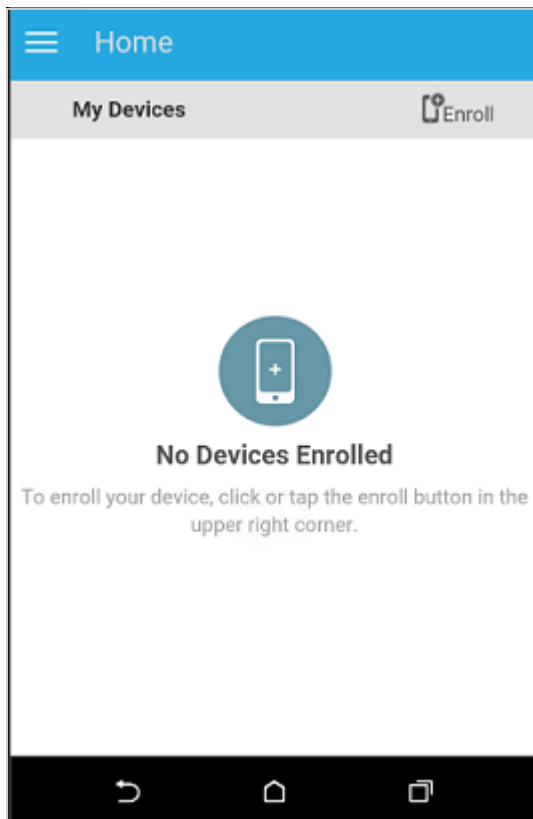 Home
My Devices
Enroll
No Devices Enrolled
To enroll your device, click or tap the enroll button in the
upper right corner.